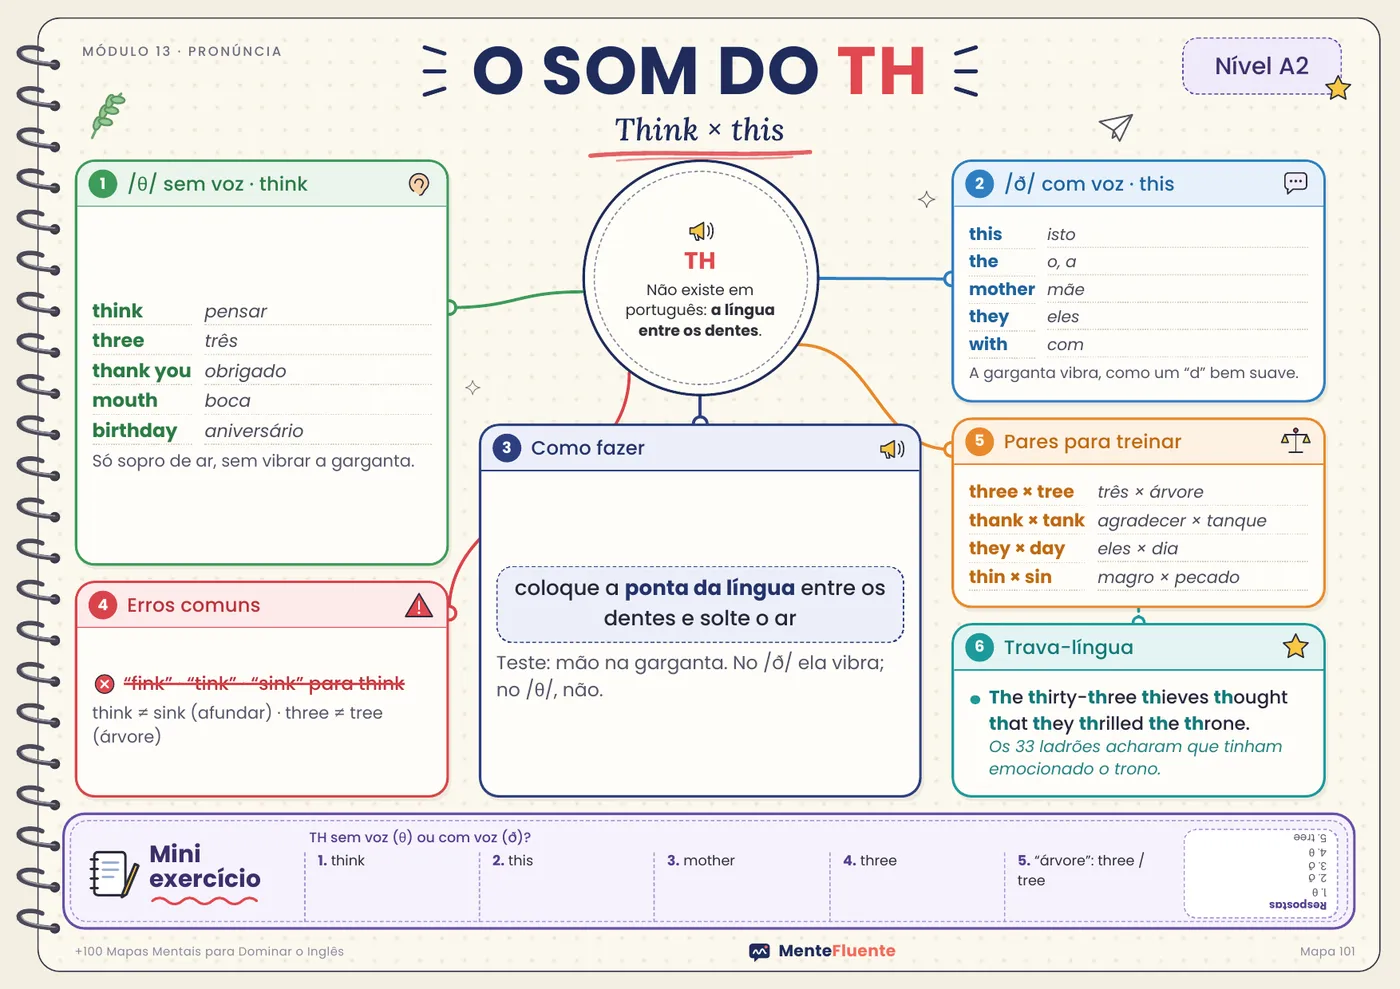 MÓDULO 13 · PRONÚNCIA
O SOM DO TH
Nível A2
Think × this
1 /θ/ sem voz · think
think pensar
three três
thank you obrigado
mouth boca
birthday aniversário
Só sopro de ar, sem vibrar a garganta.
TH
Não existe em
português: a língua
entre os dentes.
2 /ð/ com voz · this
this isto
the o, a
mother mãe
they eles
with com
A garganta vibra, como um “d” bem suave.
3 Como fazer
coloque a ponta da língua entre os
dentes e solte o ar
Teste: mão na garganta. No /ð/ ela vibra;
no /θ/, não.
4 Erros comuns
“fink” “tink” “sink” para think
think ≠ sink (afundar) · three ≠ tree
(árvore)
5 Pares para treinar
three × tree três × árvore
thank × tank agradecer × tanque
they × day eles × dia
thin × sin magro × pecado
6 Trava-língua
The thirty-three thieves thought
that they thrilled the throne.
Os 33 ladrões acharam que tinham
emocionado o trono.
Mini
exercício
TH sem voz (θ) ou com voz (ð)?
1. think
2. this
3. mother
4. three
5. “árvore”: three /
tree
Respostas
1. θ
2. ð
3. ð
4. θ
5. tree
+100 Mapas Mentais para Dominar o Inglês
MenteFluente
Mapa 101